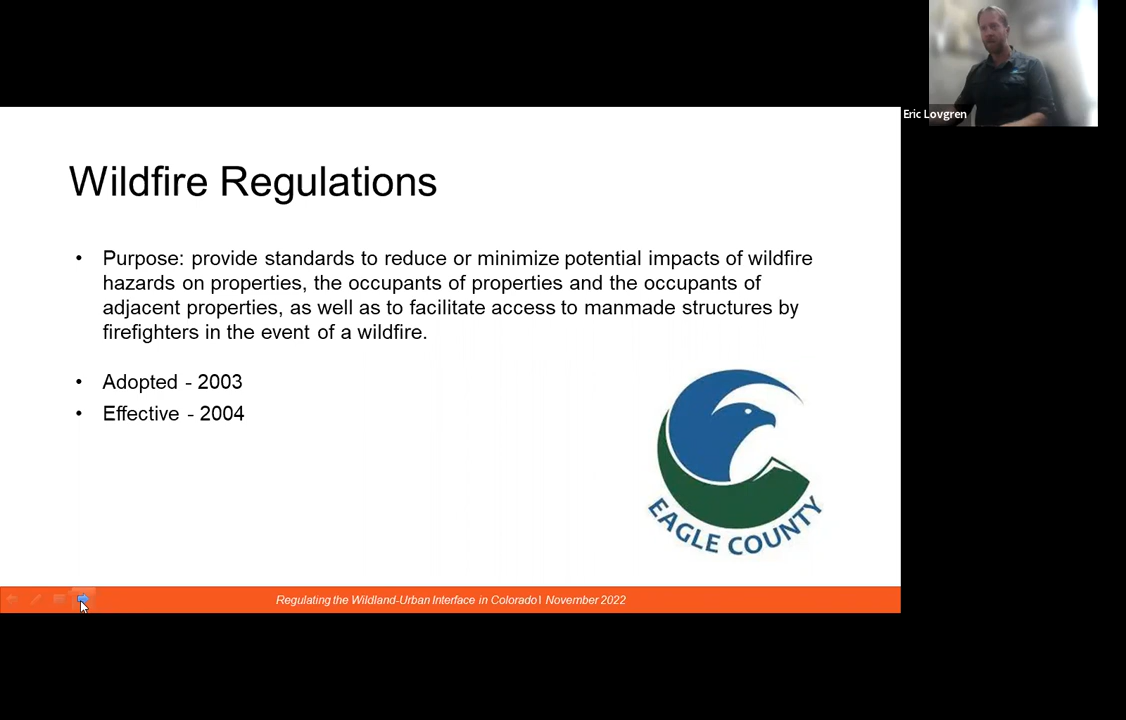 Eric Lovgren
Wildfire Regulations
• Purpose: provide standards to reduce or minimize potential impacts of wildfire
hazards on properties, the occupants of properties and the occupants of
adjacent properties, as well as to facilitate access to manmade structures by
firefighters in the event of a wildfire.
• Adopted - 2003
• Effective - 2004
EAGLE COUNTY
Regulating the Wildland-Urban Interface in Colorado | November 2022